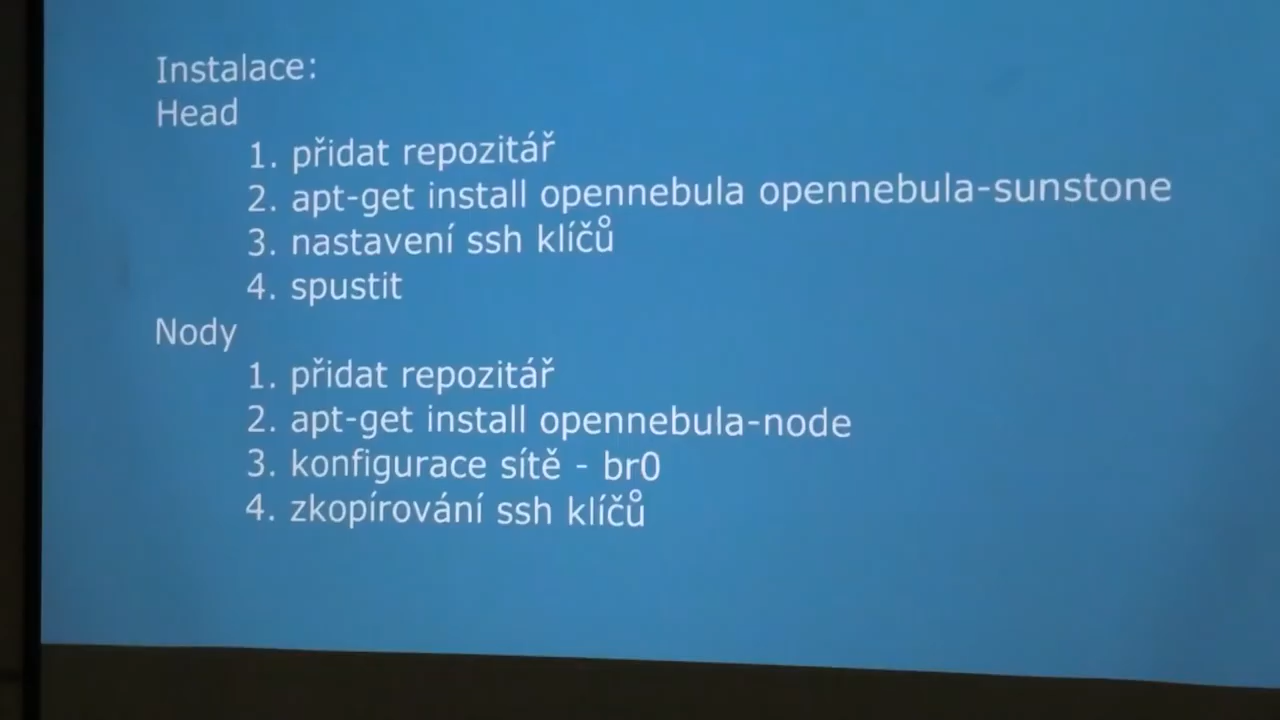 Instalace:
Head
1. přidat repozitář
2. apt-get install opennebula opennebula-sunstone
3. nastavení ssh klíčů
4. spustit
Nody
1. přidat repozitář
2. apt-get install opennebula-node
3. konfigurace sítě - br0
4. zkopírování ssh klíčů